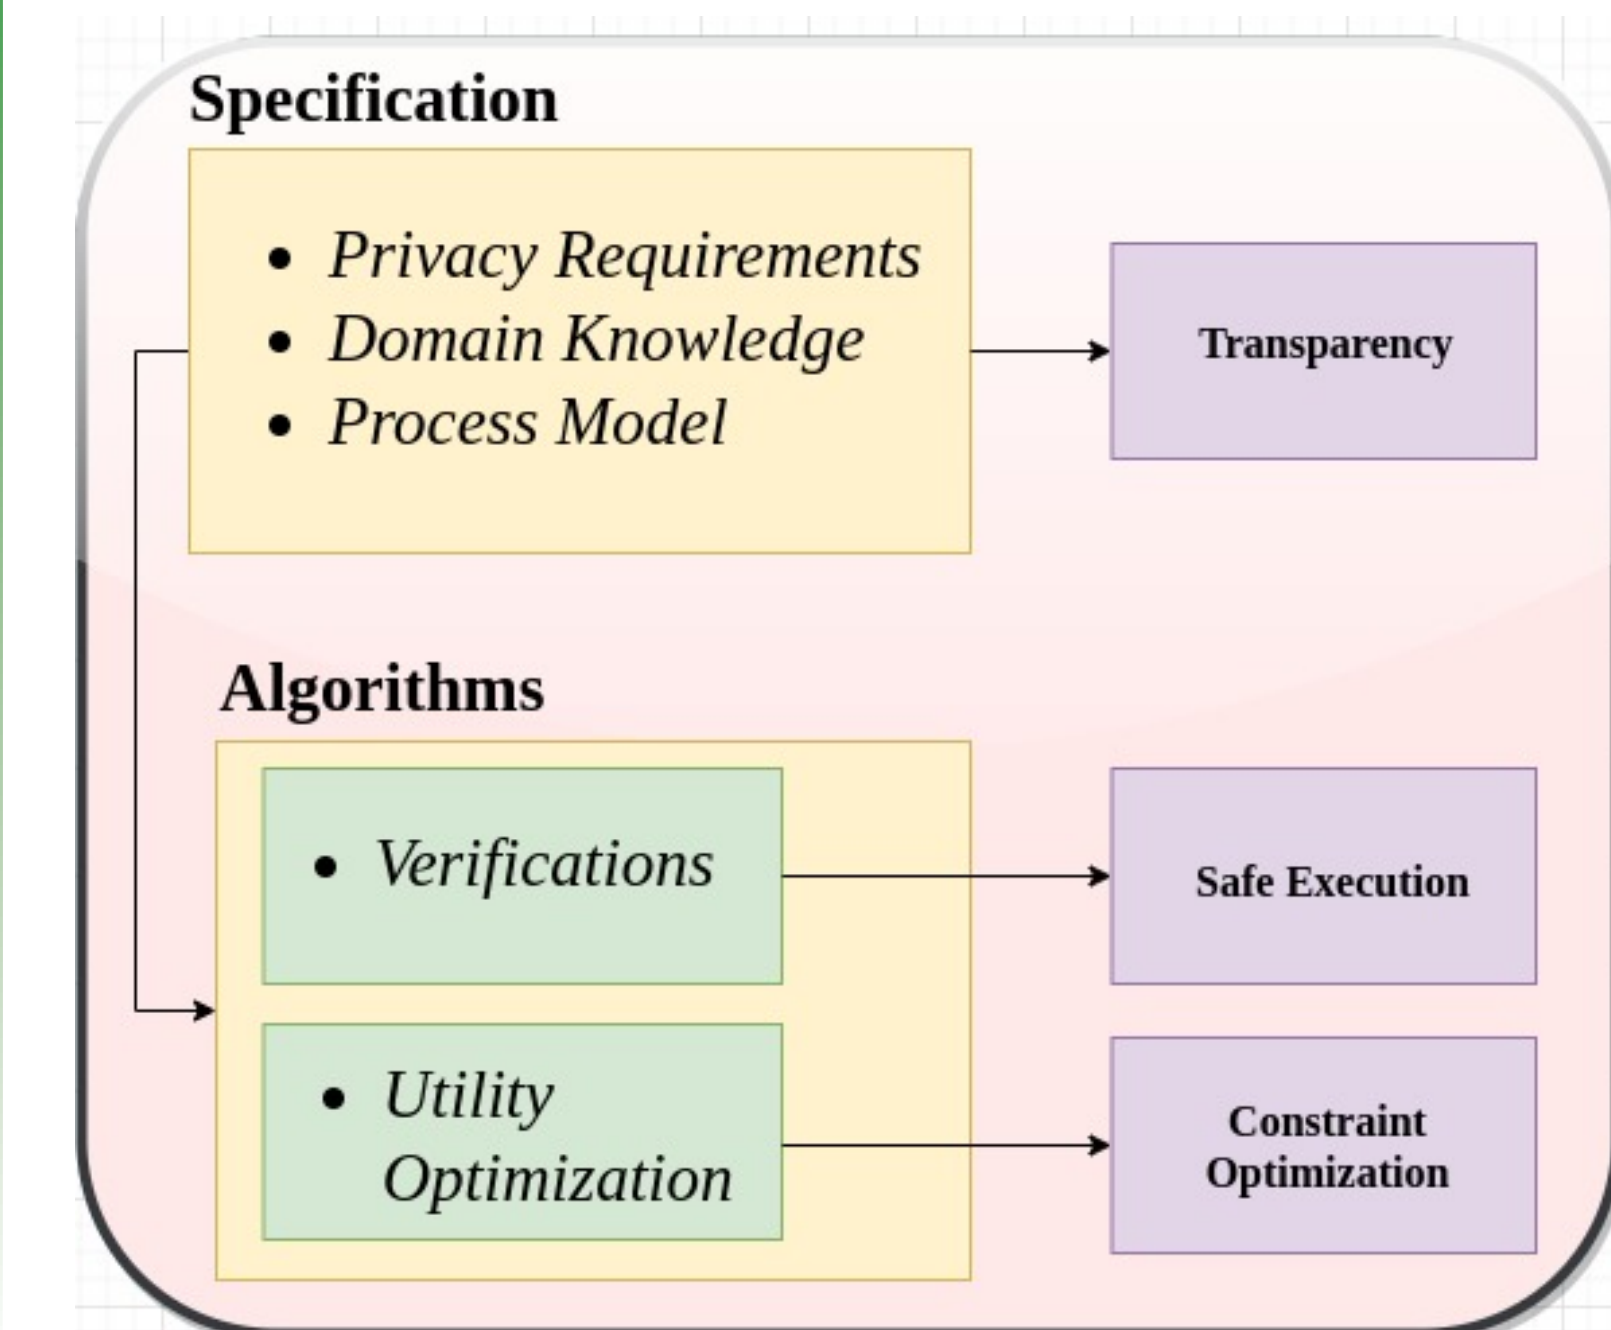 Specification
• Privacy Requirements
• Domain Knowledge
• Process Model
Transparency
Algorithms
• Verifications
Safe Execution
• Utility
Optimization
Constraint
Optimization